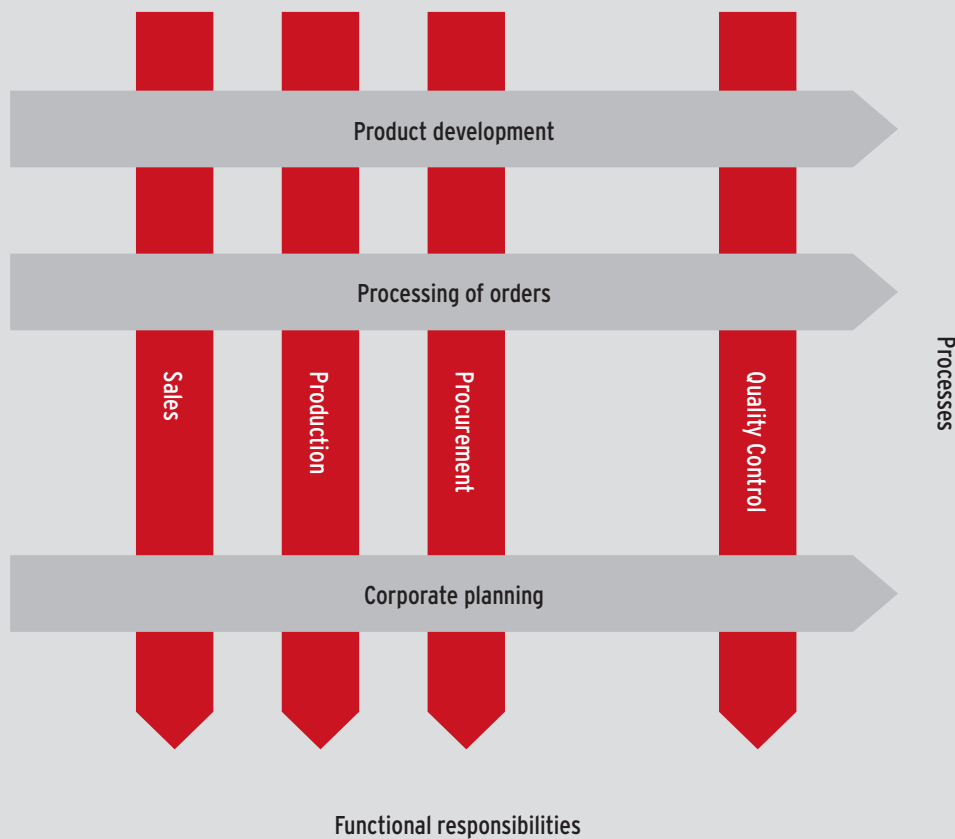 Product development
Processing of orders
Sales
Production
Procurement
Quality Control
Processes
Corporate planning
Functional responsibilities